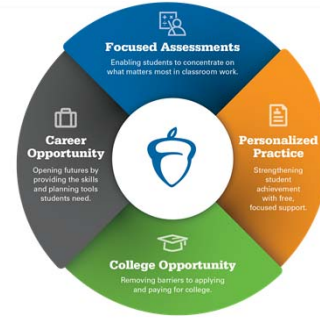 Focused Assessments
Enabling students to concentrate on
what matters most in classroom work.
Personalized
Practice
Strengthening
student
achievement
with free,
focused support.
College Opportunity
Removing barriers to applying
and paying for college.
Career
Opportunity
Opening futures by
providing the skills
and planning tools
students need.